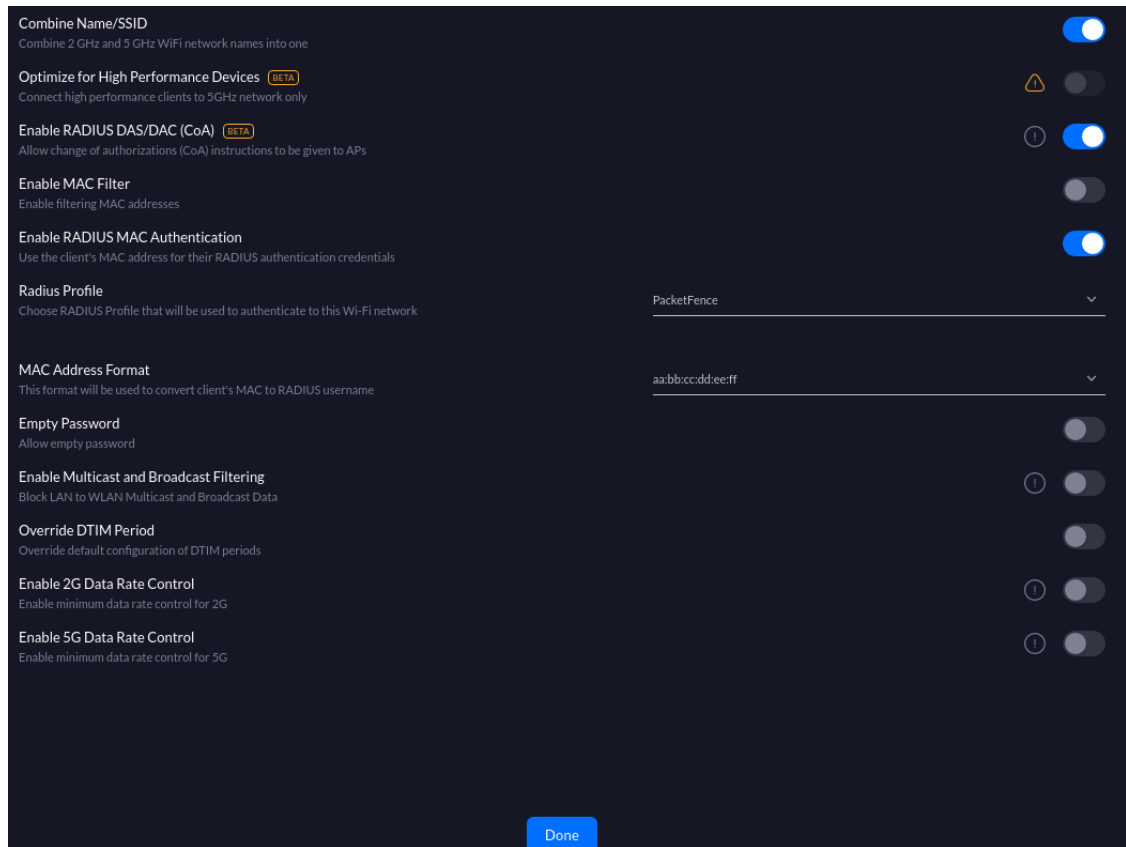 Combine Name/SSID
Combine 2 GHz and 5 GHz WiFi network names into one
Optimize for High Performance Devices BETA
Connect high performance clients to 5GHz network only
Enable RADIUS DAS/DAC (CoA) BETA
Allow change of authorizations (CoA) instructions to be given to APs
Enable MAC Filter
Enable filtering MAC addresses
Enable RADIUS MAC Authentication
Use the client's MAC address for their RADIUS authentication credentials
Radius Profile
Choose RADIUS Profile that will be used to authenticate to this Wi-Fi network
PacketFence
MAC Address Format
This format will be used to convert client's MAC to RADIUS username
aa:bb:cc:dd:ee:ff
Empty Password
Allow empty password
Enable Multicast and Broadcast Filtering
Block LAN to WLAN Multicast and Broadcast Data
Override DTIM Period
Override default configuration of DTIM periods
Enable 2G Data Rate Control
Enable minimum data rate control for 2G
Enable 5G Data Rate Control
Enable minimum data rate control for 5G
Done